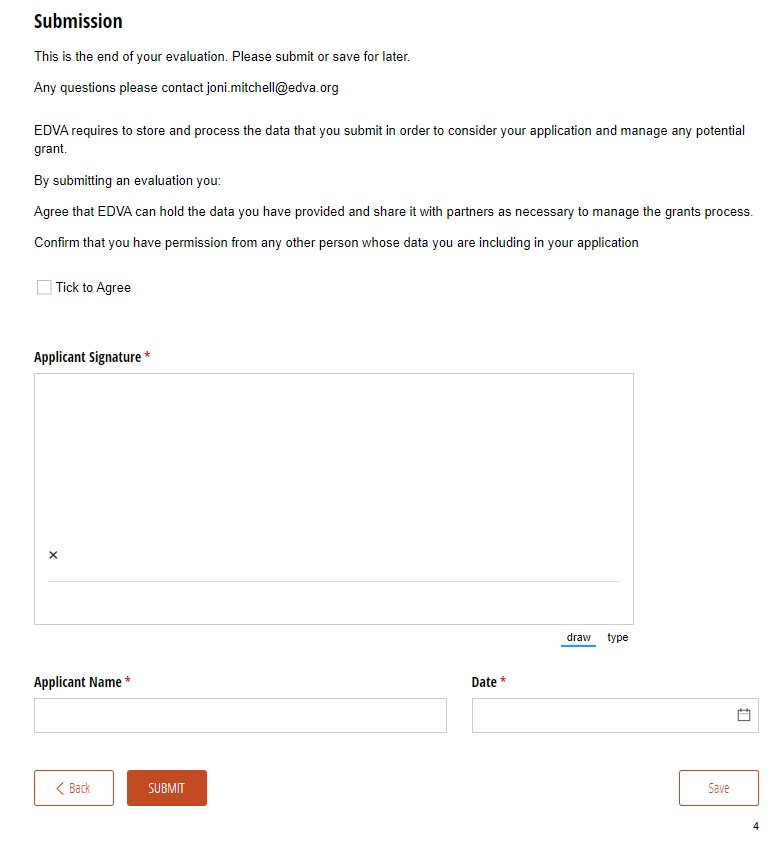 Submission
This is the end of your evaluation. Please submit or save for later.
Any questions please contact joni.mitchell@edva.org
EDVA requires to store and process the data that you submit in order to consider your application and manage any potential
grant.
By submitting an evaluation you:
Agree that EDVA can hold the data you have provided and share it with partners as necessary to manage the grants process.
Confirm that you have permission from any other person whose data you are including in your application
Tick to Agree
Applicant Signature *
×
draw type
Applicant Name * Date *
Back SUBMIT Save
4